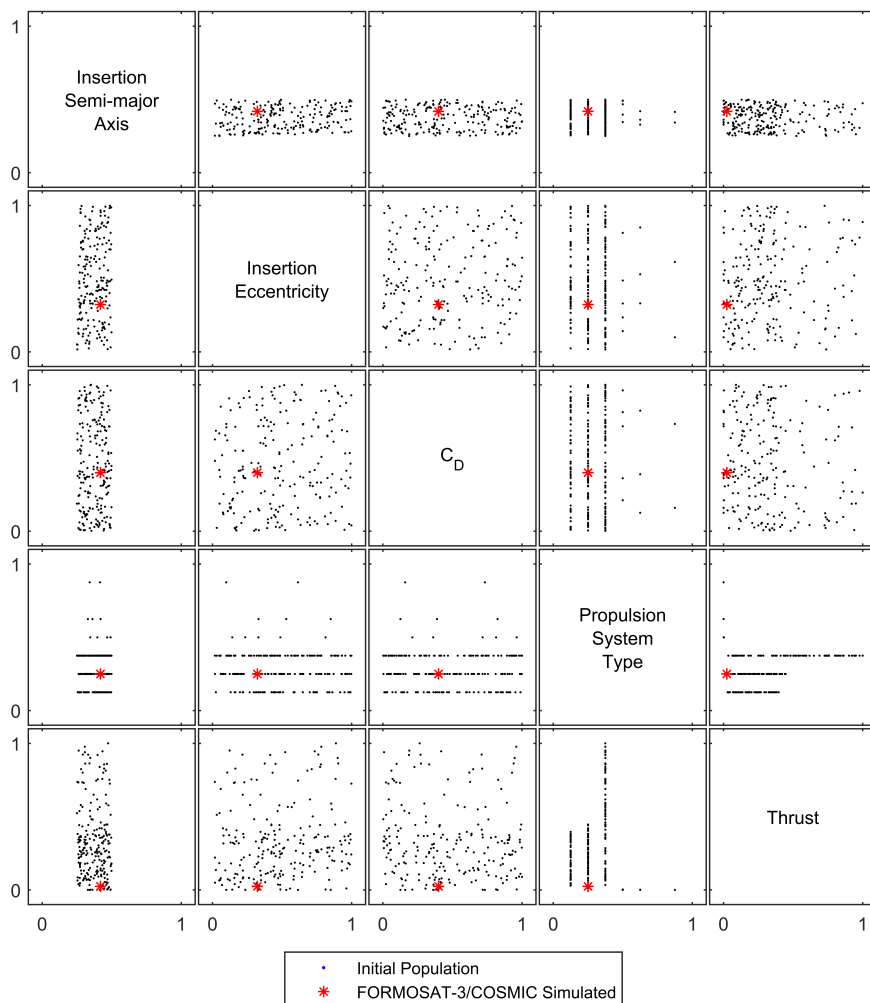 1
Insertion
Semi-major
Axis
0
1
Insertion
Eccentricity
0
1
C_D
0
1
Propulsion
System
Type
0
1
Thrust
0
0 1 0 1 0 1 0 1 0 1
Initial Population
FORMOSAT-3/COSMIC Simulated